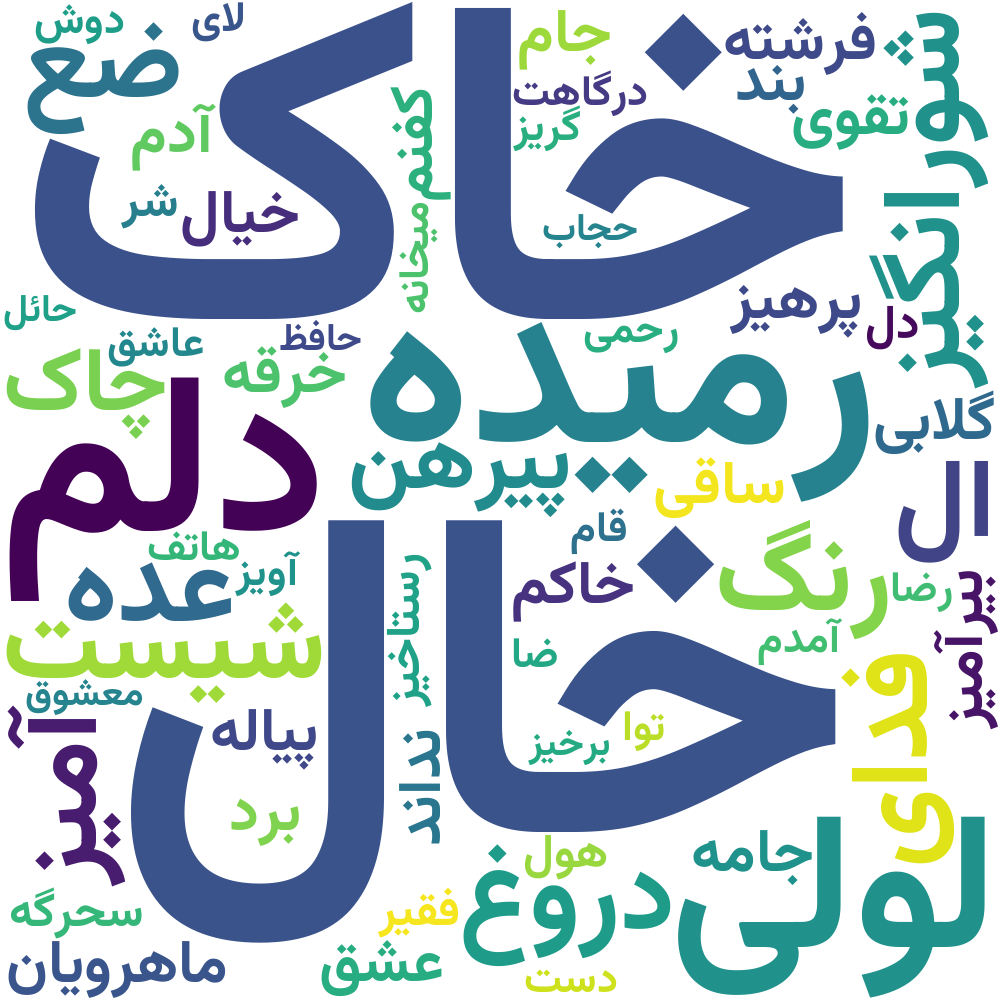 دوش
لای
ضع
خاک
جام
فرشته
بند
درگاهت
گریز
تقوی
شورانگیز
آدم
کفنم
شر
خیال
میخانه
حجاب
پرهیز
دل
حائل
عاشق
حافظ
رحمی
چاک
خرقه
رمیده
دلم
گلابی
پیرهن
ساقی
ال
قام
هاتف
آویز
عده
خاکم
رنگ
رضا
ببرآمیز
رستاخیز
شیست
ضا
آمدم
معشوق
فدای
آمیز
پیاله
خال
توا
برخیز
نداند
برد
هول
جامه
لولی
دروغ
سحرگه
فقیر
ماهرویان
عشق
دست